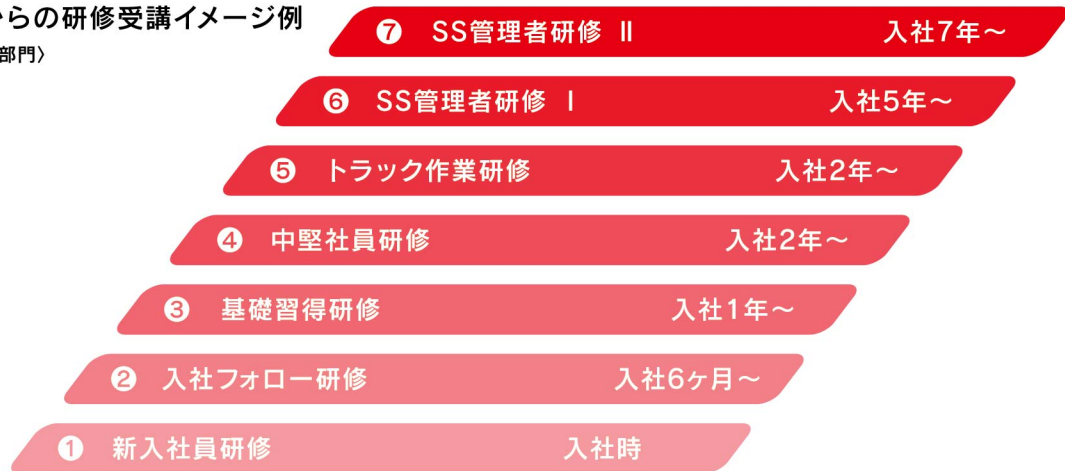 らの研修受講イメージ例
部門〉
❼ SS管理者研修 Ⅱ 入社7年～
❻ SS管理者研修 Ⅰ 入社5年～
❺ トラック作業研修 入社2年～
❹ 中堅社員研修 入社2年～
❸ 基礎習得研修 入社1年～
❷ 入社フォロー研修 入社6ヶ月～
❶ 新入社員研修 入社時